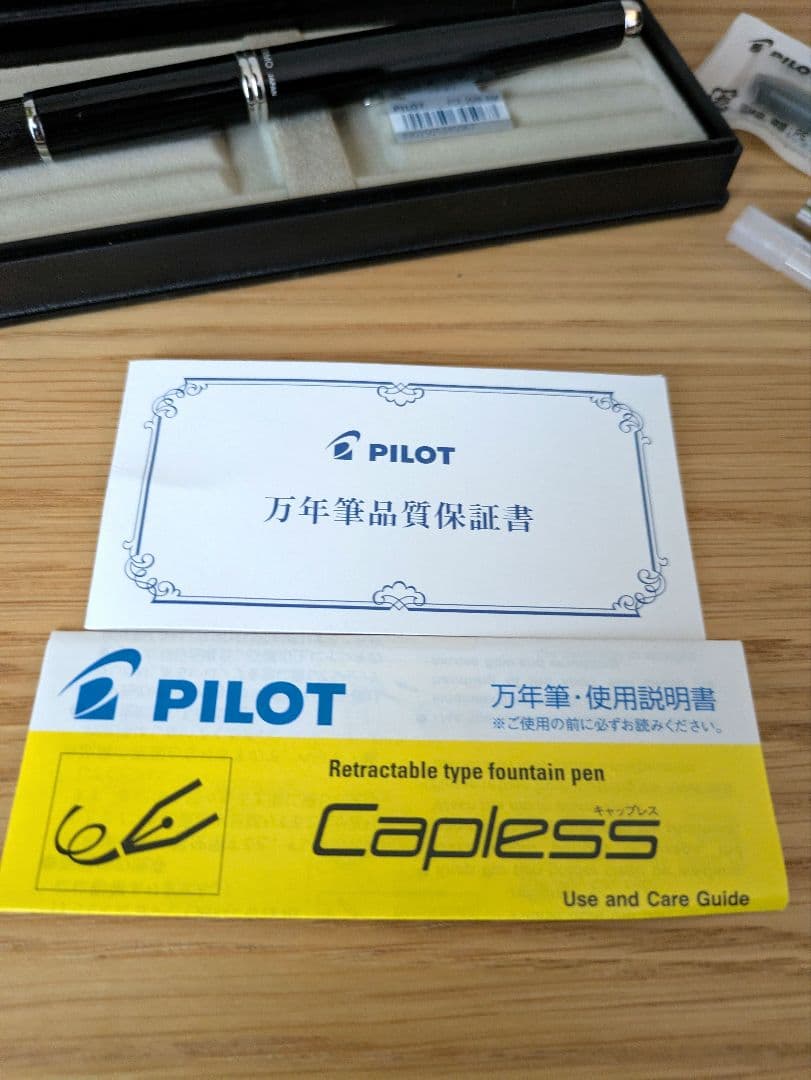 PILOT
PILOT
PILOT
万年筆品質保証書
PILOT
万年筆・使用説明書
※ご使用の前に必ずお読みください。
Retractable type fountain pen
キャップレス
Capless
Use and Care Guide